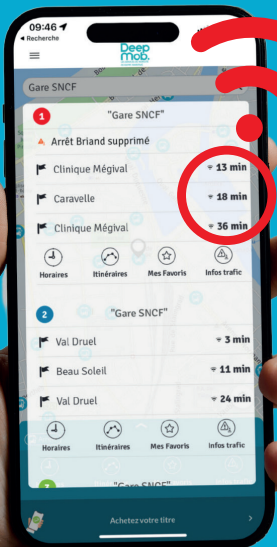 09:46
Recherche
Deep
mob.
Gare SNCF
1
"Gare SNCF"
Arrêt Briand supprimé
Clinique Mégival
13 min
Caravelle
18 min
Clinique Mégival
36 min
Horaires
Itinéraires
Mes Favoris
Infos trafic
2
"Gare SNCF"
Val Druel
3 min
Beau Soleil
11 min
Val Druel
24 min
Horaires
Itinéraires
Mes Favoris
Infos trafic
3
"Gare SNCF"
Achetez votre titre